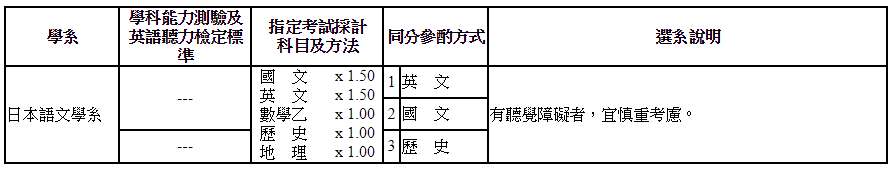 學系
學科能力測驗及
英語聽力檢定標
準
指定考試採計
科目及方法
同分參酌方式
選系說明
日本語文學系
---
---
國 文 x 1.50
英 文 x 1.50
數學乙 x 1.00
歷 史 x 1.00
地 理 x 1.00
1 英 文
2 國 文
3 歷 史
有聽覺障礙者，宜慎重考慮。